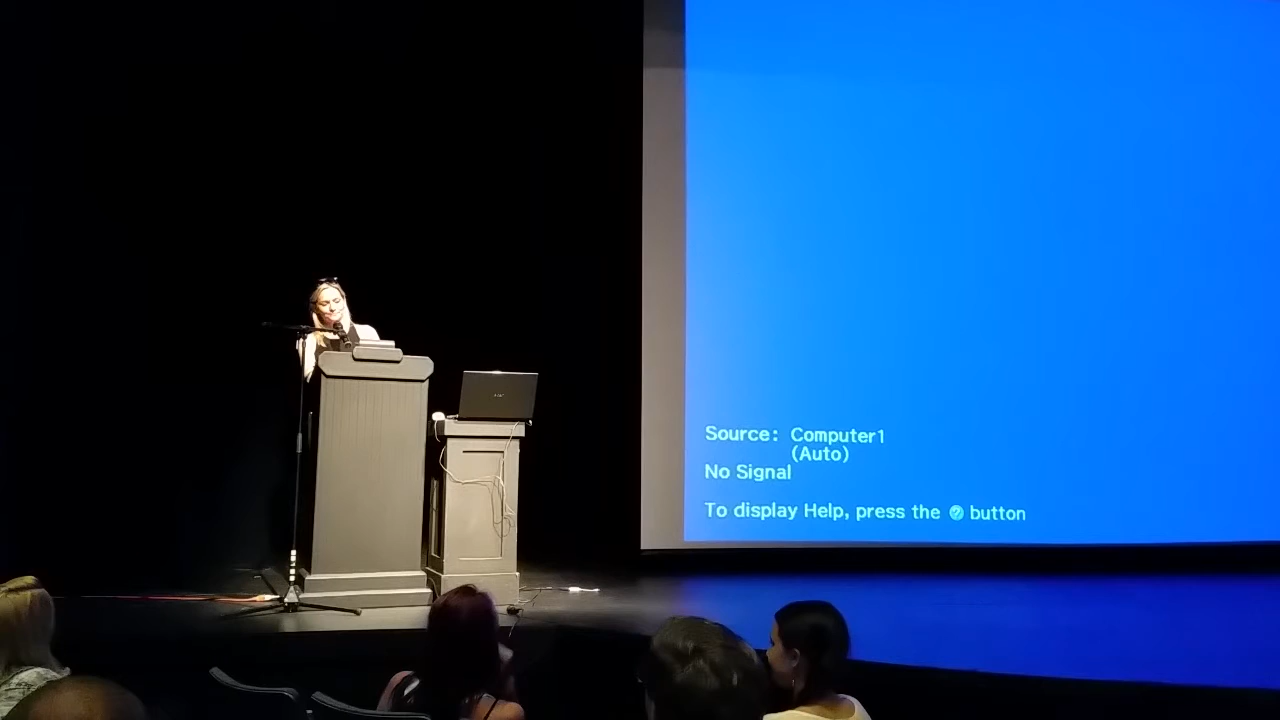 Source: Computer1
(Auto)
No Signal
To display Help, press the ? button